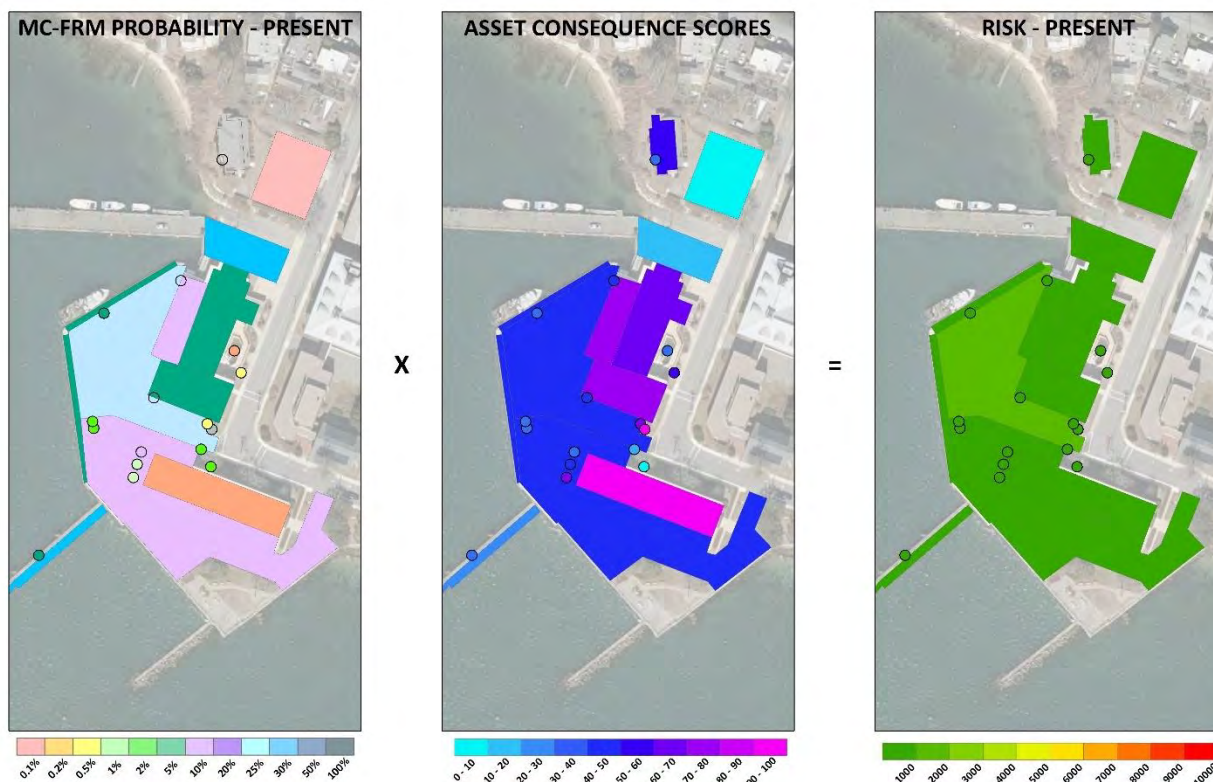 MC-FRM PROBABILITY - PRESENT
ASSET CONSEQUENCE SCORES
RISK - PRESENT
X
=
0.1% 0.2% 0.5% 1% 2% 5% 10% 20% 25% 30% 50% 100%
0 - 10 10 - 20 20 - 30 30 - 40 40 - 50 50 - 60 60 - 70 70 - 80 80 - 90 90 - 100
1000 2000 3000 4000 5000 6000 7000 8000 9000